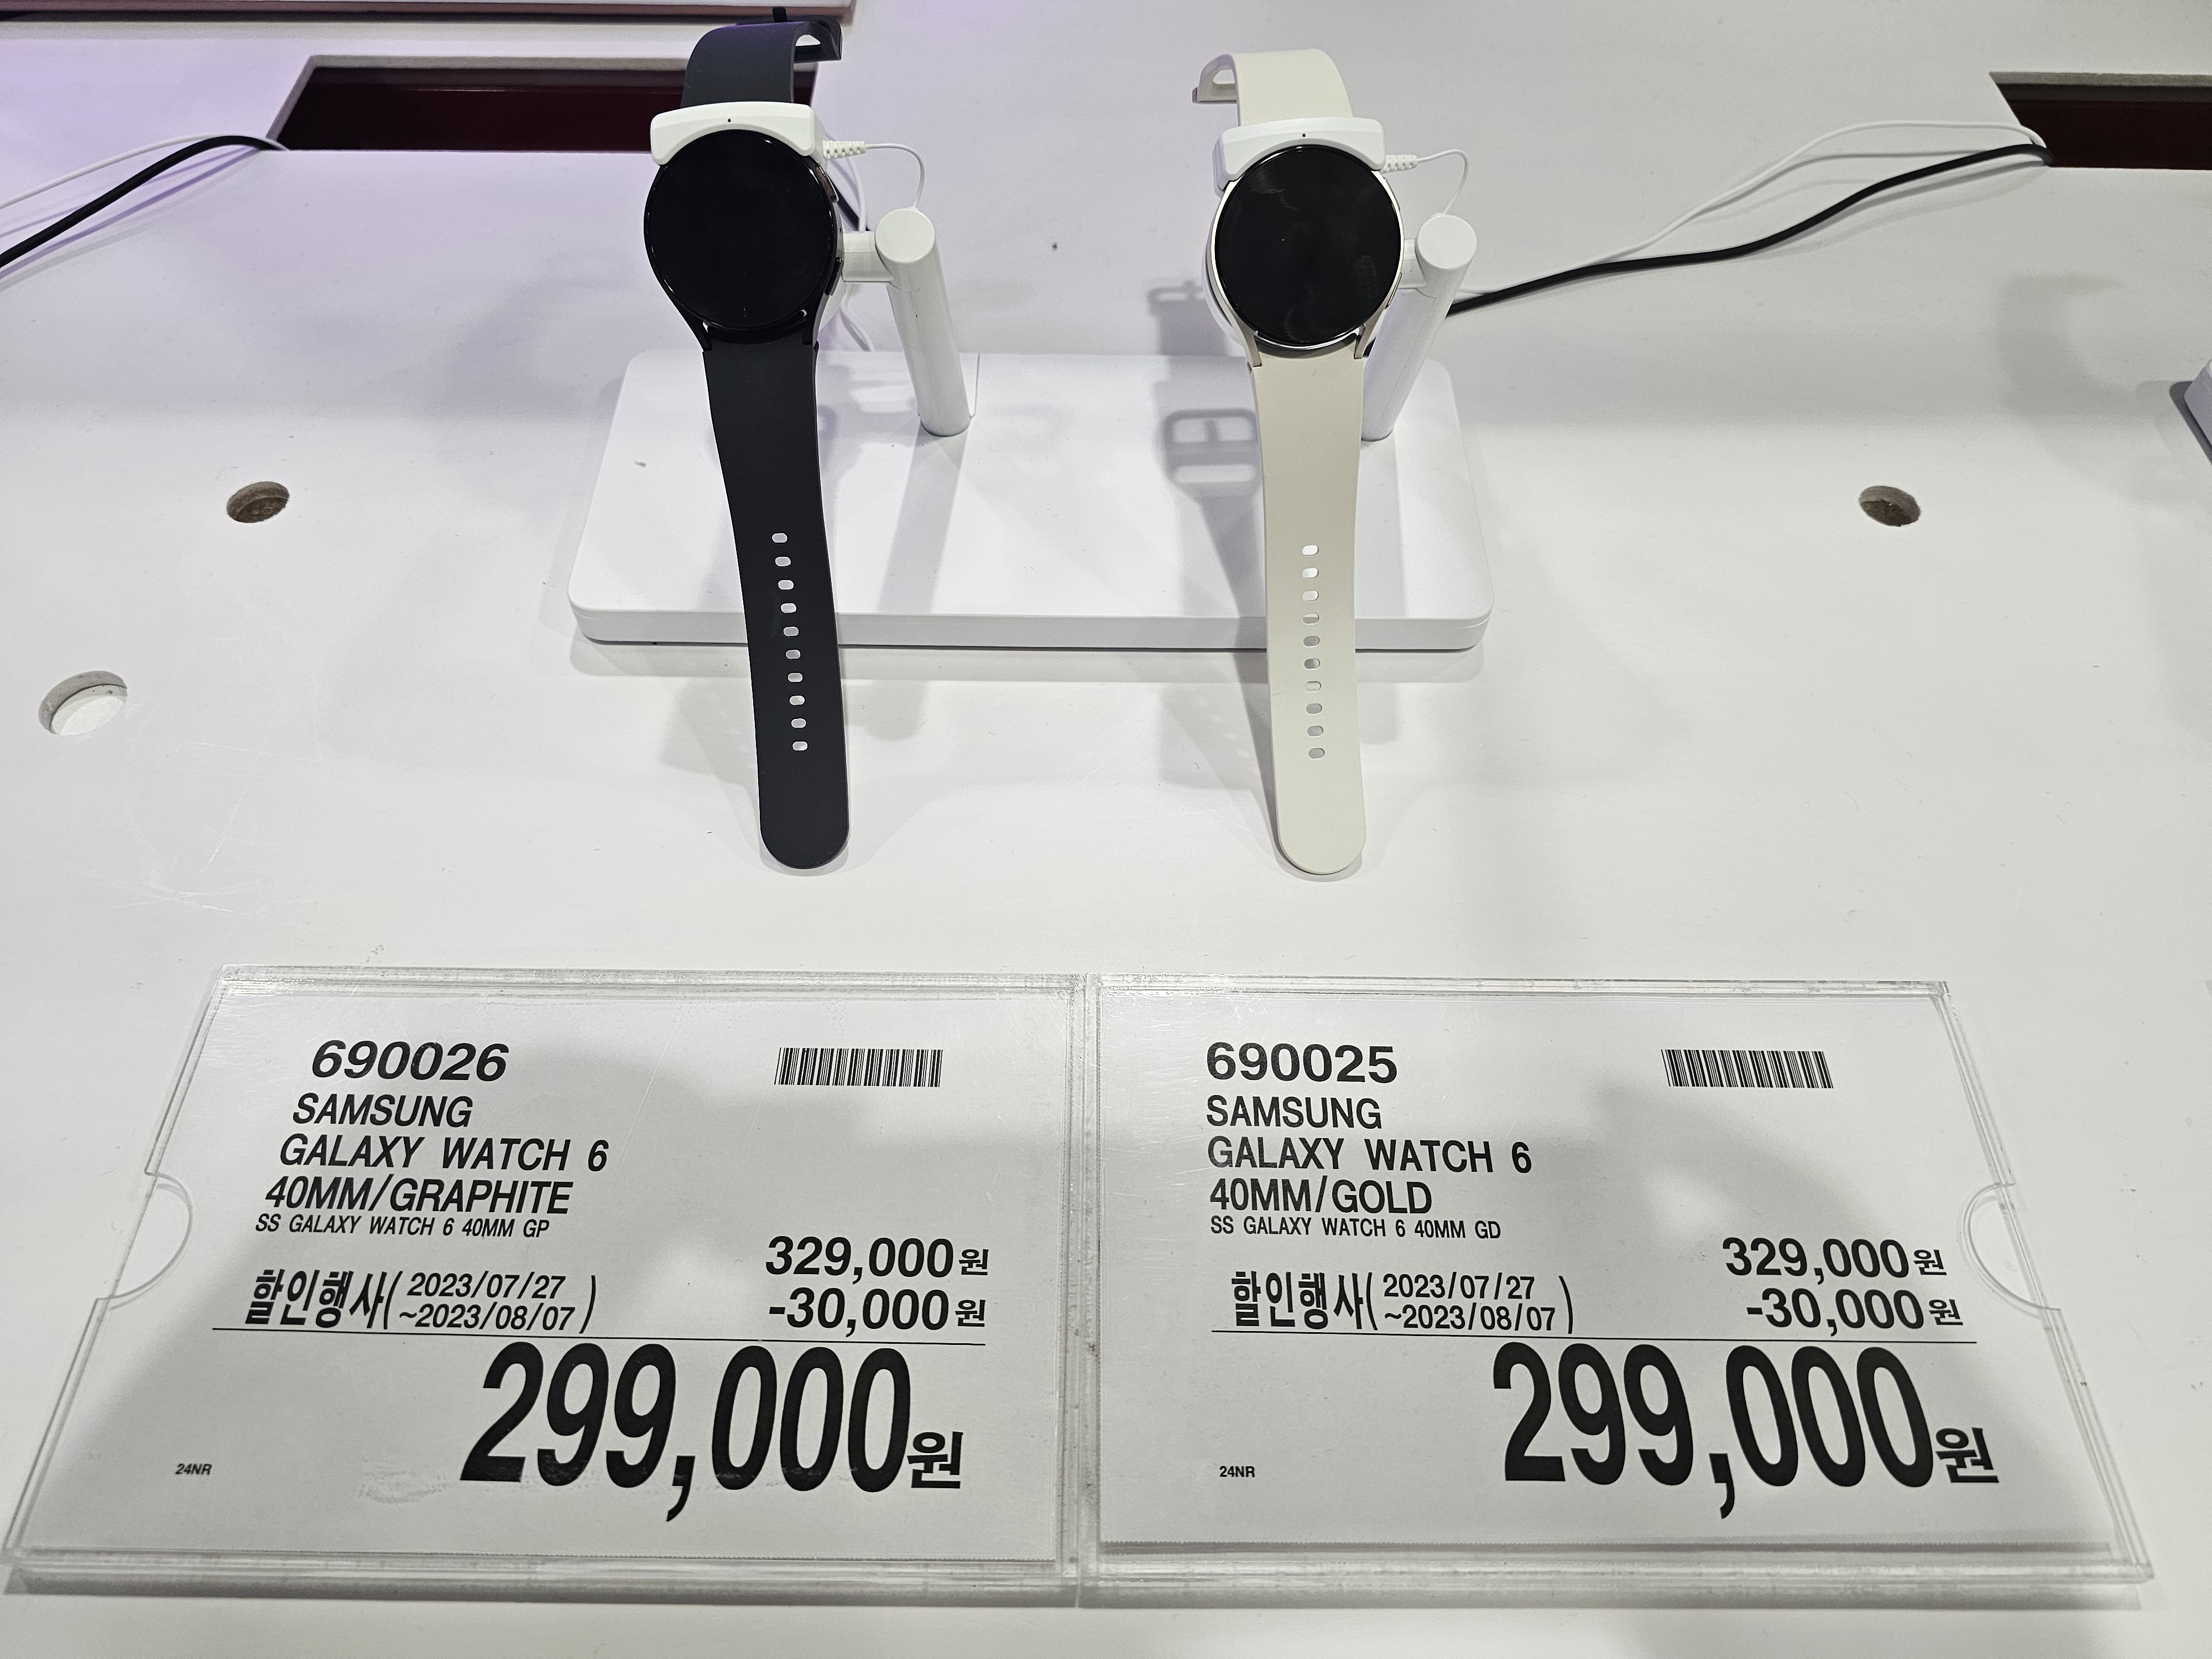 690026
SAMSUNG
GALAXY WATCH 6
40MM/GRAPHITE
SS GALAXY WATCH 6 40MM GP
329,000원
할인행사( 2023/07/27
~2023/08/07 )
-30,000원
299,000원
24NR
690025
SAMSUNG
GALAXY WATCH 6
40MM/GOLD
SS GALAXY WATCH 6 40MM GD
329,000원
할인행사( 2023/07/27
~2023/08/07 )
-30,000원
299,000원
24NR